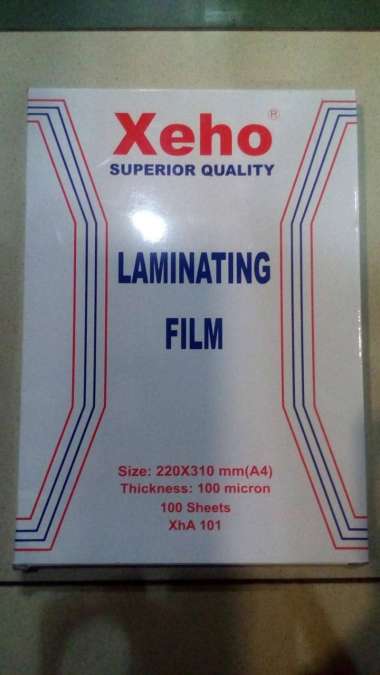 Xeho®
SUPERIOR QUALITY
LAMINATING
FILM
Size: 220X310 mm(A4)
Thickness: 100 micron
100 Sheets
XhA 101